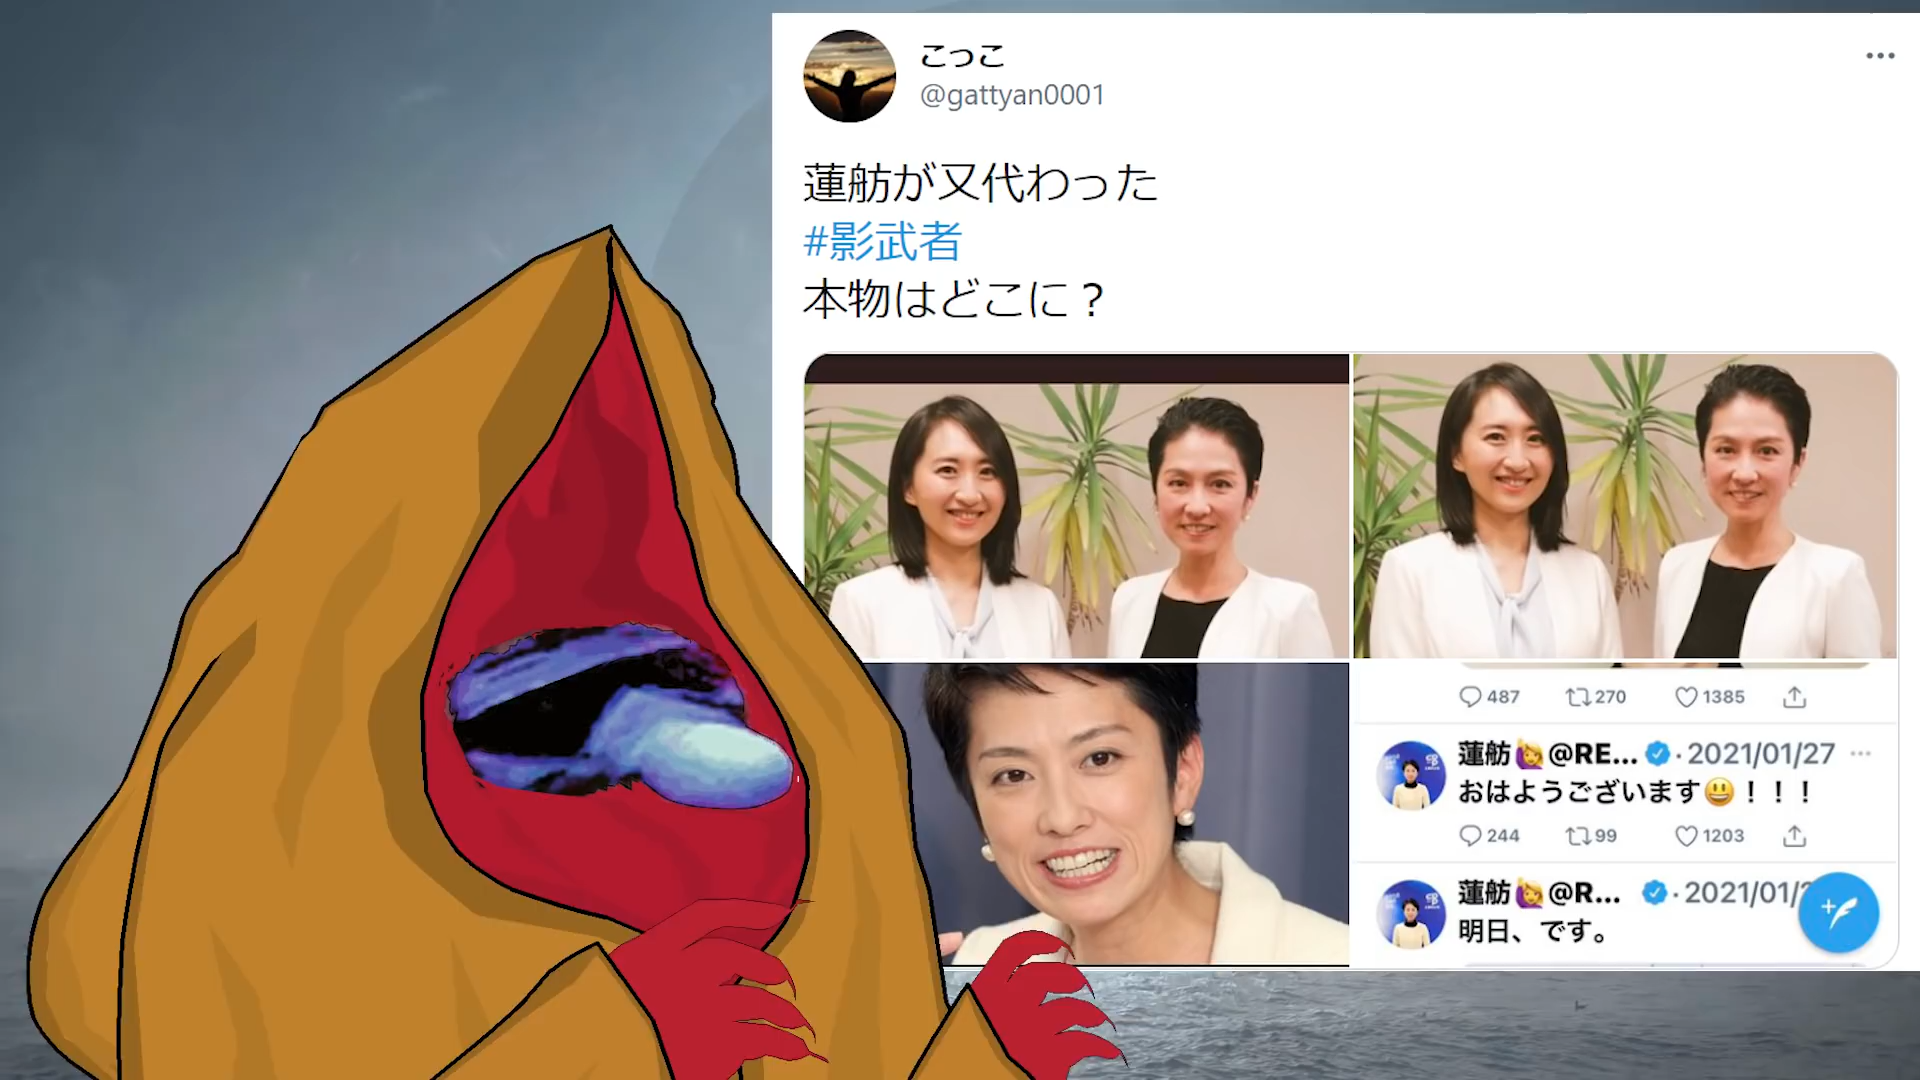 こっこ
@gattyan0001
蓮舫が又代わった
#影武者
本物はどこに？
487 270 1385
蓮舫🙋@RE... · 2021/01/27
おはようございます😃！！！
244 99 1203
蓮舫🙋@R... · 2021/01/
明日、です。